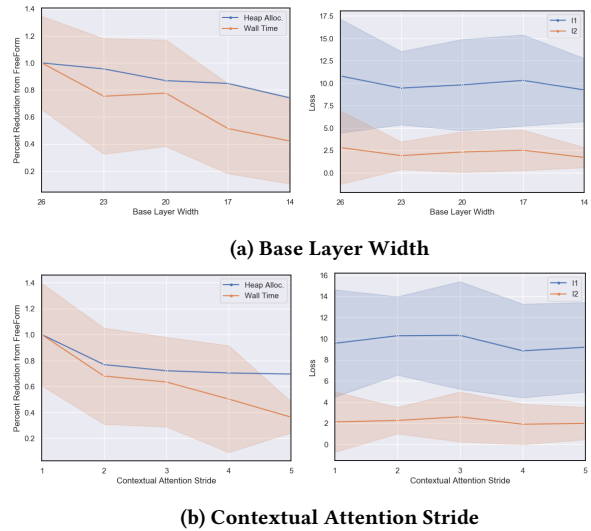 Percent Reduction from FreeForm
1.4
1.2
1.0
0.8
0.6
0.4
0.2
Heap Alloc.
Wall Time
26
23
20
17
14
Base Layer Width
Loss
17.5
15.0
12.5
10.0
7.5
5.0
2.5
0.0
l1
l2
26
23
20
17
14
Base Layer Width
(a) Base Layer Width
Percent Reduction from FreeForm
1.4
1.2
1.0
0.8
0.6
0.4
0.2
Heap Alloc.
Wall Time
1
2
3
4
5
Contextual Attention Stride
Loss
16
14
12
10
8
6
4
2
0
l1
l2
1
2
3
4
5
Contextual Attention Stride
(b) Contextual Attention Stride